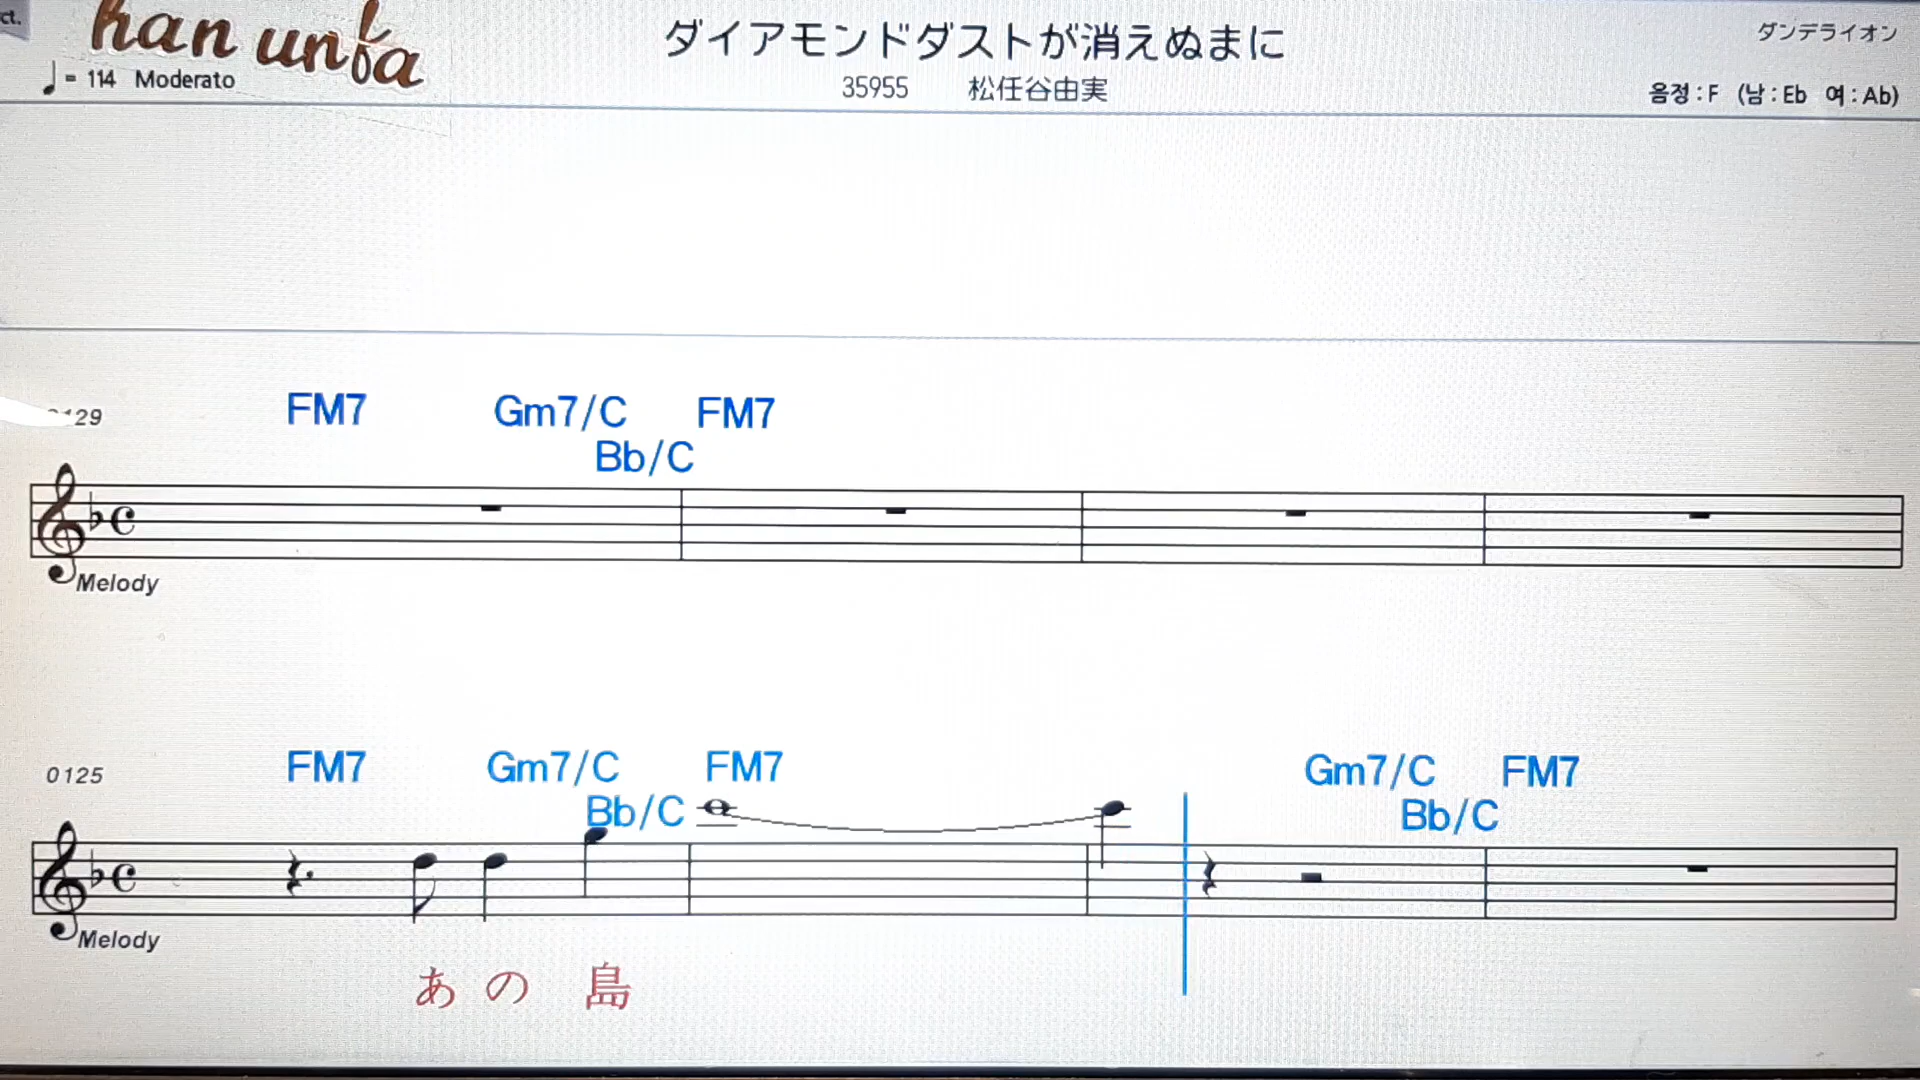 ct.
han unfa
ダイアモンドダストが消えぬまに
ダンデライオン
= 114 Moderato
35955 松任谷由実
음정 : F (남 : Eb 여 : Ab)
FM7 Gm7/C FM7
Bb/C
Melody
0125
FM7 Gm7/C FM7 Gm7/C FM7
Bb/C Bb/C
Melody
あ の 島